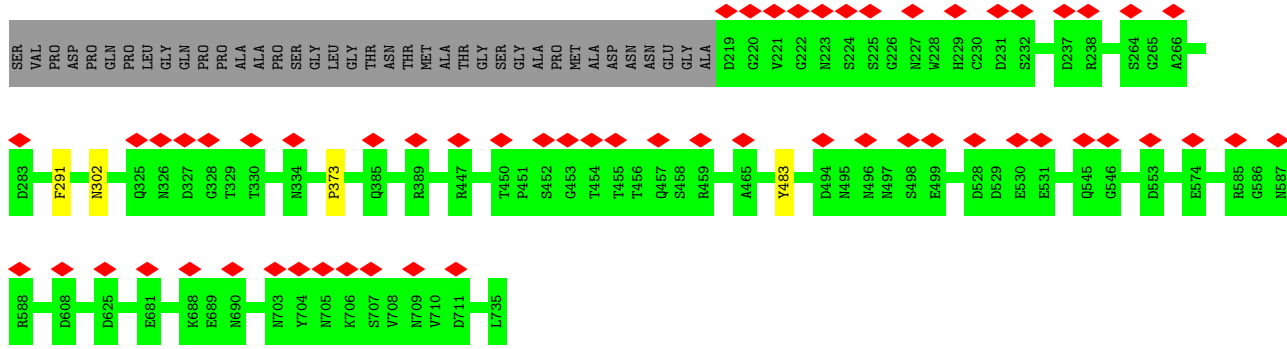 SER VAL PRO ASP PRO GLN PRO LEU GLY GLN PRO PRO ALA ALA PRO SER GLY LEU GLY THR ASN THR MET ALA THR GLY SER GLY ALA PRO MET ALA ASP ASN ASN GLU GLY ALA D219 G220 V221 G222 N223 S224 S225 G226 N227 W228 H229 C230 D231 S232 D237 R238 S264 G265 A266
D283 F291 N302 Q325 N326 D327 G328 T329 T330 N334 P373 Q385 R389 R447 T450 P451 S452 G453 T454 T455 T456 Q457 S458 R459 A465 Y483 D494 N495 N496 N497 S498 E499 D528 D529 E530 E531 Q545 G546 D553 E574 R585 G586 N587
R588 D608 D625 E681 K688 E689 N690 N703 Y704 N705 K706 S707 V708 N709 V710 D711 L735